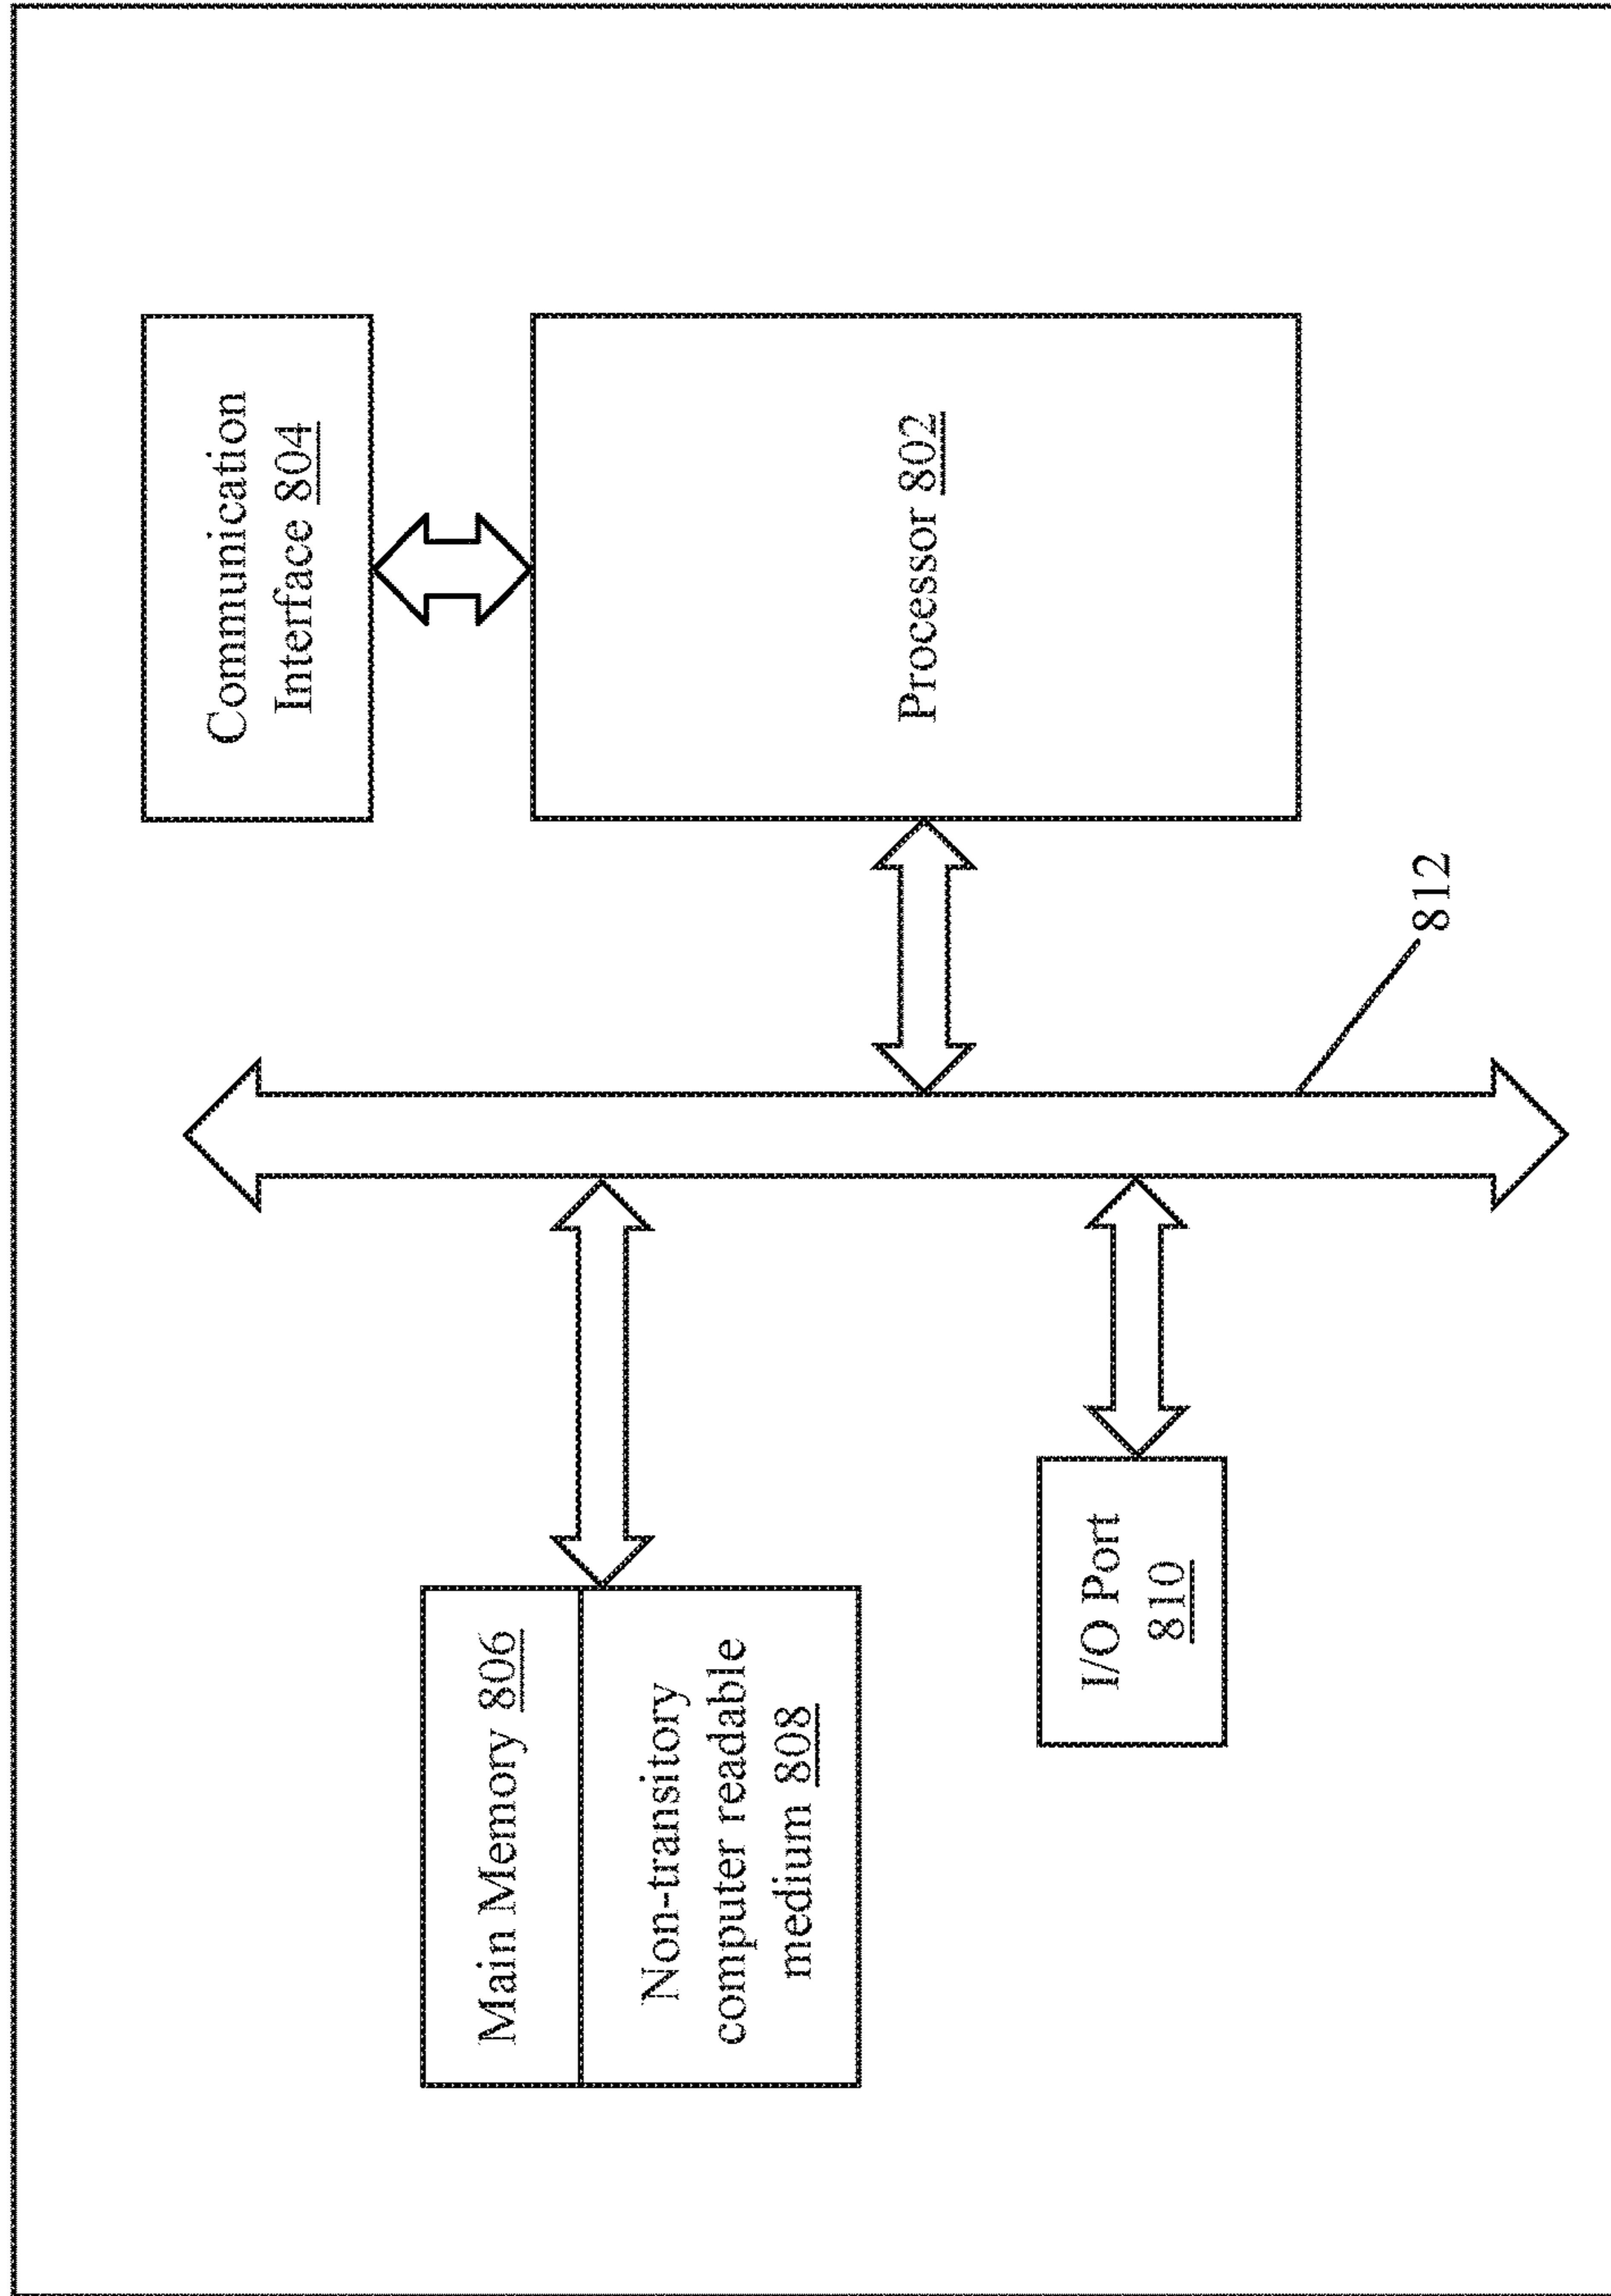 Main Memory 806
Non-transitory
computer readable
medium 808
Communication
Interface 804
I/O Port
810
Processor 802
812